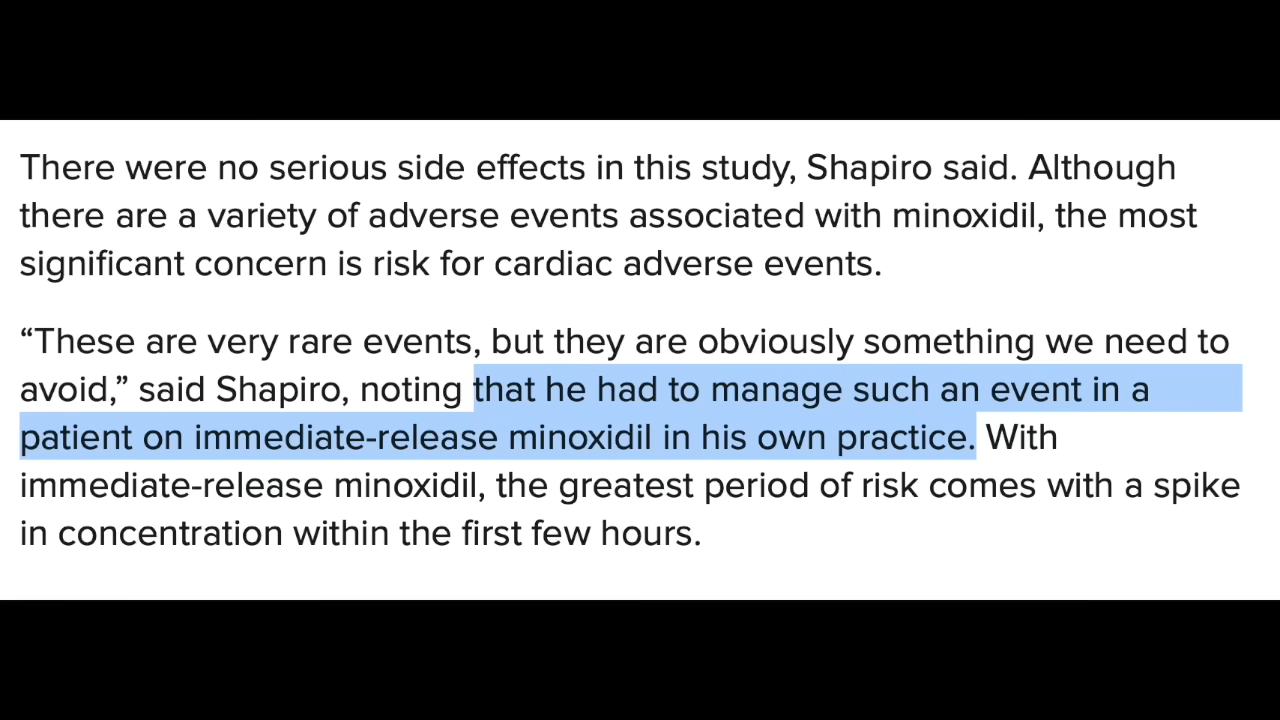 There were no serious side effects in this study, Shapiro said. Although
there are a variety of adverse events associated with minoxidil, the most
significant concern is risk for cardiac adverse events.
“These are very rare events, but they are obviously something we need to
avoid,” said Shapiro, noting that he had to manage such an event in a
patient on immediate-release minoxidil in his own practice. With
immediate-release minoxidil, the greatest period of risk comes with a spike
in concentration within the first few hours.